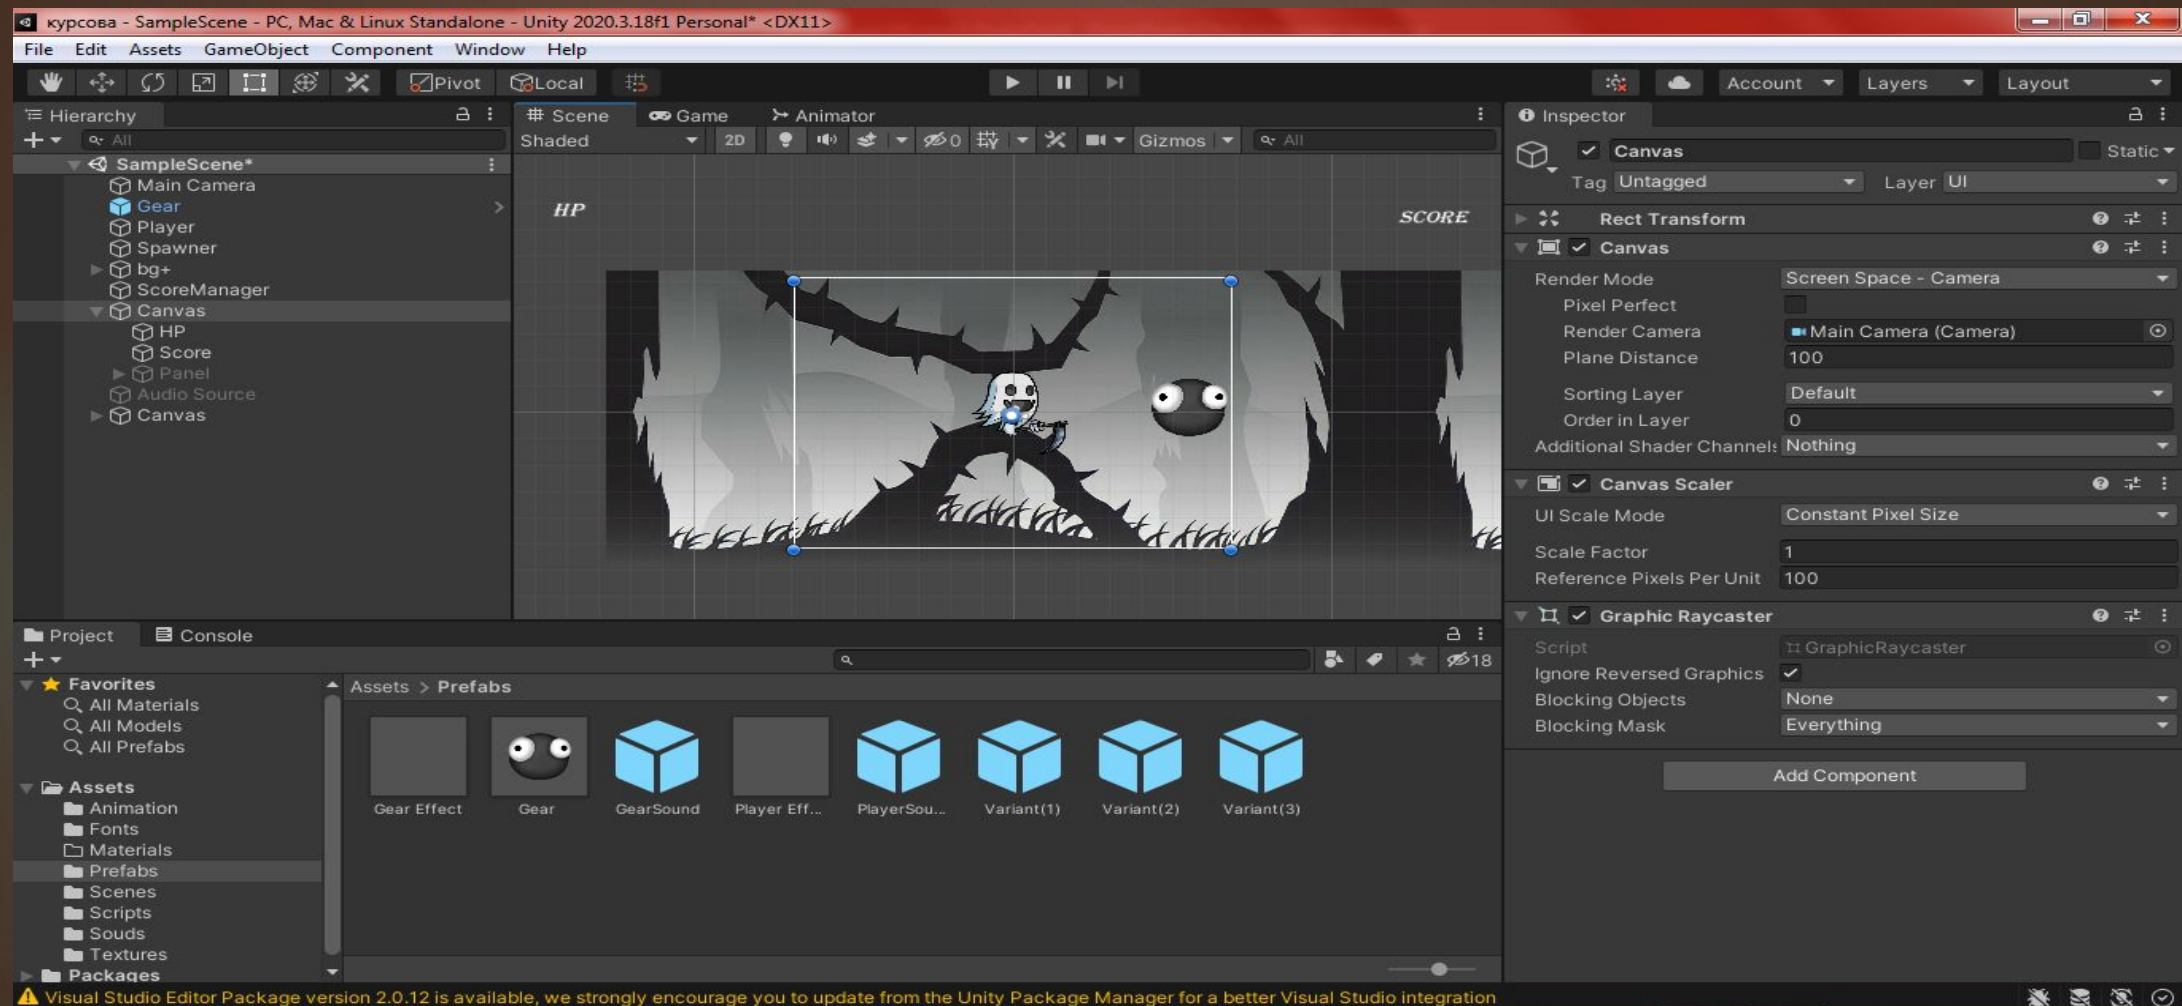 курсова - SampleScene - PC, Mac & Linux Standalone - Unity 2020.3.18f1 Personal* <DX11>
File Edit Assets GameObject Component Window Help
Pivot Local Account Layers Layout
Hierarchy
All
SampleScene*
Main Camera
Gear
Player
Spawner
bg+
ScoreManager
Canvas
HP
Score
Panel
Audio Source
Canvas
Scene Game Animator
Shaded 2D 0 Gizmos All
HP
SCORE
Inspector
Canvas Static
Tag Untagged Layer UI
Rect Transform
Canvas
Render Mode Screen Space - Camera
Pixel Perfect
Render Camera Main Camera (Camera)
Plane Distance 100
Sorting Layer Default
Order in Layer 0
Additional Shader Channels Nothing
Canvas Scaler
UI Scale Mode Constant Pixel Size
Scale Factor 1
Reference Pixels Per Unit 100
Graphic Raycaster
Script GraphicRaycaster
Ignore Reversed Graphics
Blocking Objects None
Blocking Mask Everything
Add Component
Project Console
18
Favorites
All Materials
All Models
All Prefabs
Assets
Animation
Fonts
Materials
Prefabs
Scenes
Scripts
Souds
Textures
Packages
Assets > Prefabs
Gear Effect Gear GearSound Player Eff... PlayerSou... Variant(1) Variant(2) Variant(3)
Visual Studio Editor Package version 2.0.12 is available, we strongly encourage you to update from the Unity Package Manager for a better Visual Studio integration